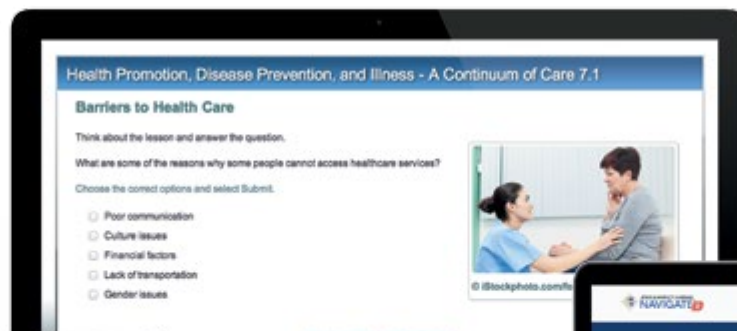 Health Promotion, Disease Prevention, and Illness - A Continuum of Care 7.1
Barriers to Health Care
Think about the lesson and answer the question.
What are some of the reasons why some people cannot access healthcare services?
Choose the correct options and select Submit.
Poor communication
Culture issues
Financial factors
Lack of transportation
Gender issues
© iStockphoto.com/
NAVIGATE